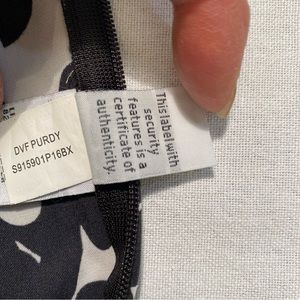 DVF PURDY
S915901P16BX
This label with
security
features is a
certificate of
authenticity.